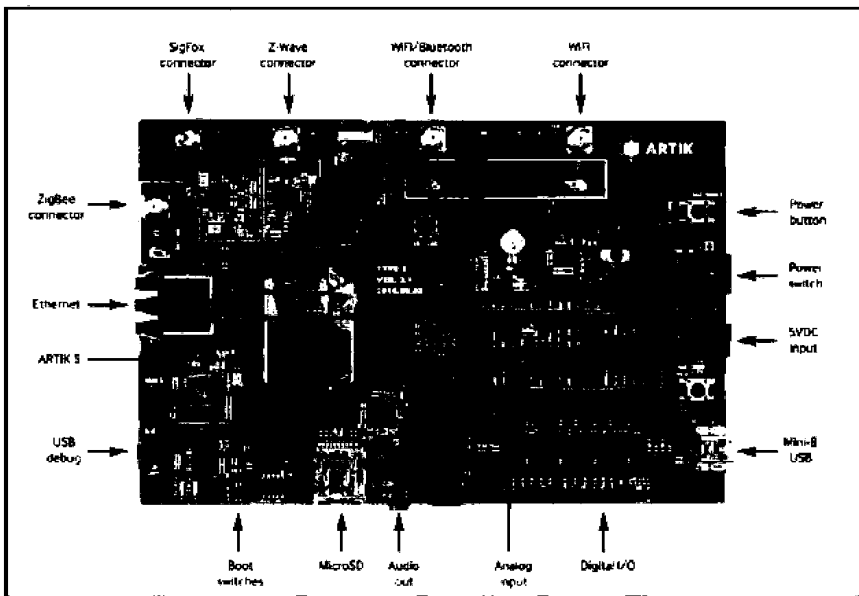 SigFox
connector
Z-Wave
connector
WiFi/Bluetooth
connector
WiFi
connector
ARTIK
ZigBee
connector
Power
button
Power
switch
Ethernet
5VDC
input
ARTIK 5
USB
debug
Mini-B
USB
Boot
switches
MicroSD
Audio
out
Analog
input
Digital I/O